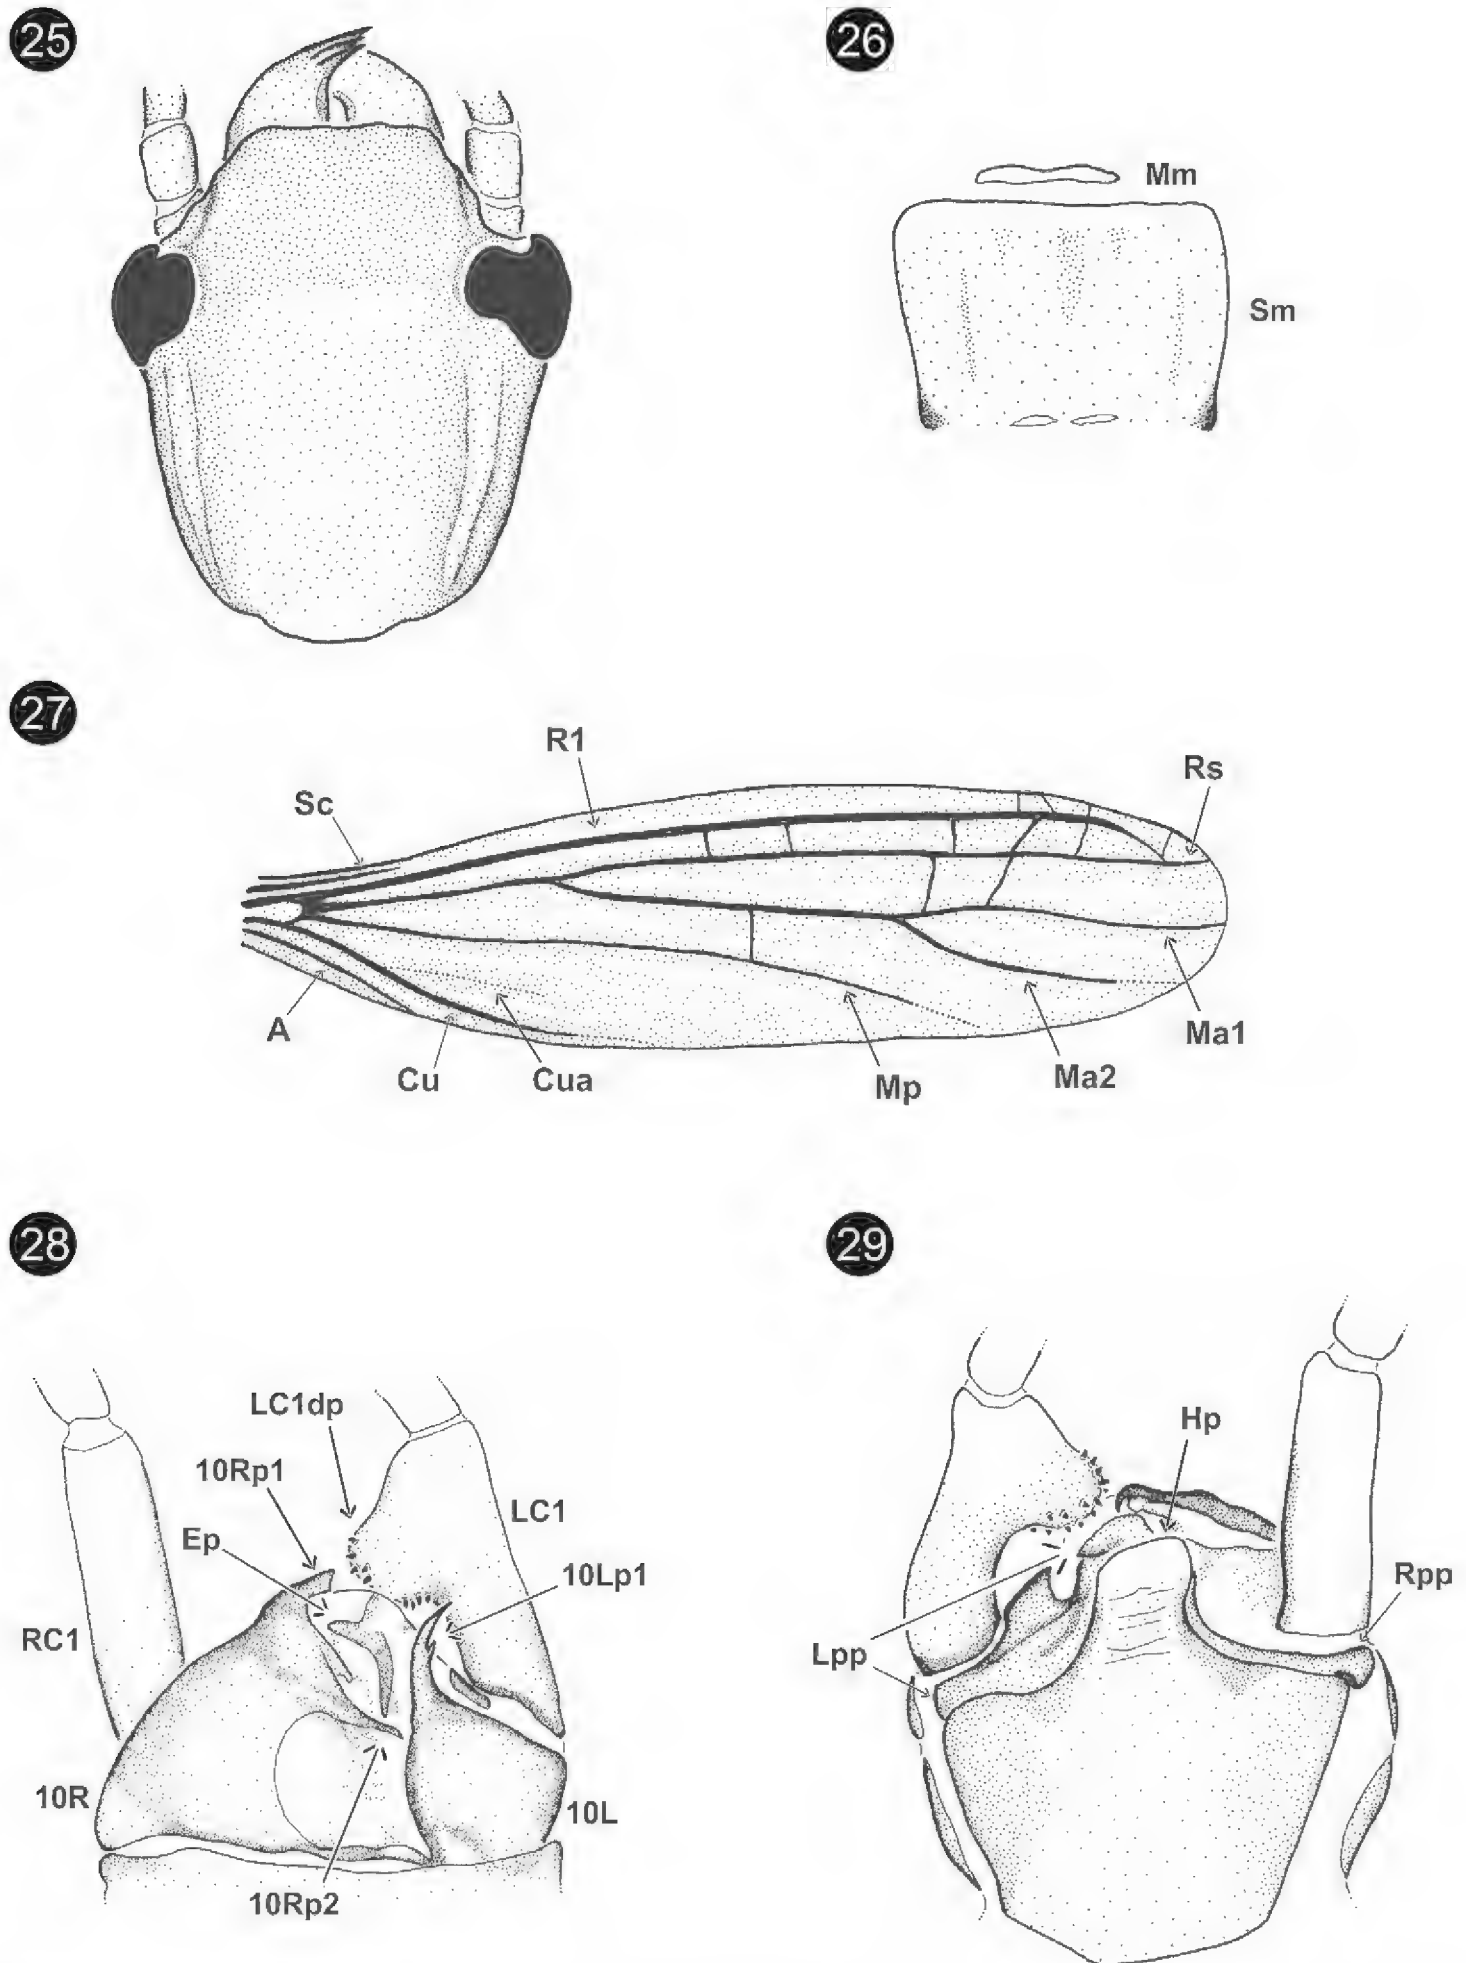 25
26
Mm
Sm
27
R1
Rs
Sc
A
Cu
Cua
Mp
Ma2
Ma1
28
29
LC1dp
10Rp1
LC1
Ep
10Lp1
RC1
10R
10L
10Rp2
Hp
Rpp
Lpp